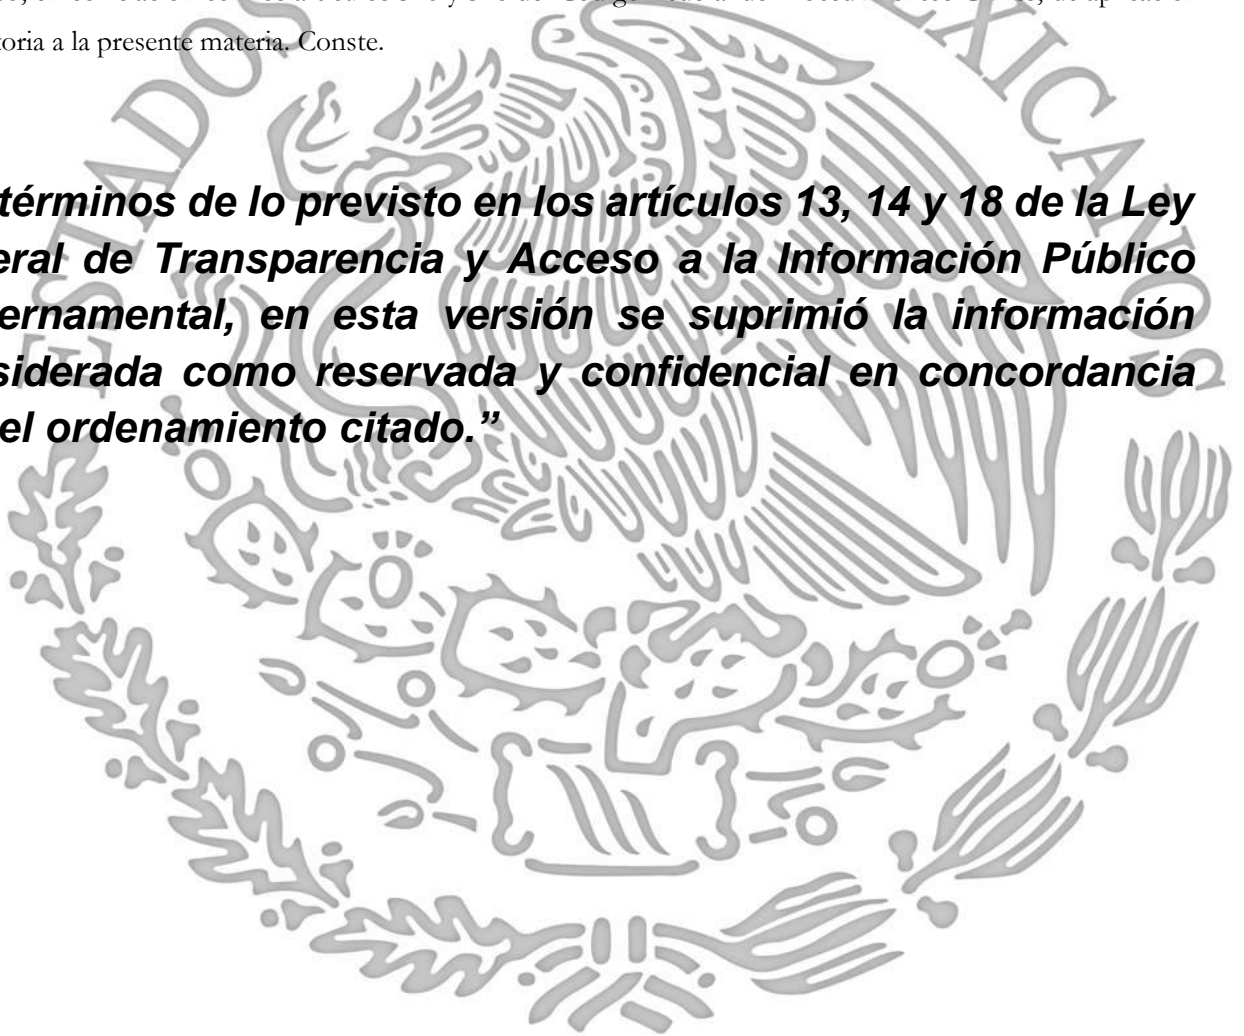 toria a la presente materia. Conste.
términos de lo previsto en los artículos 13, 14 y 18 de la Ley
eral de Transparencia y Acceso a la Información Público
ernamental, en esta versión se suprimió la información
siderada como reservada y confidencial en concordancia
el ordenamiento citado.”
ESTADOS
EXICANOS